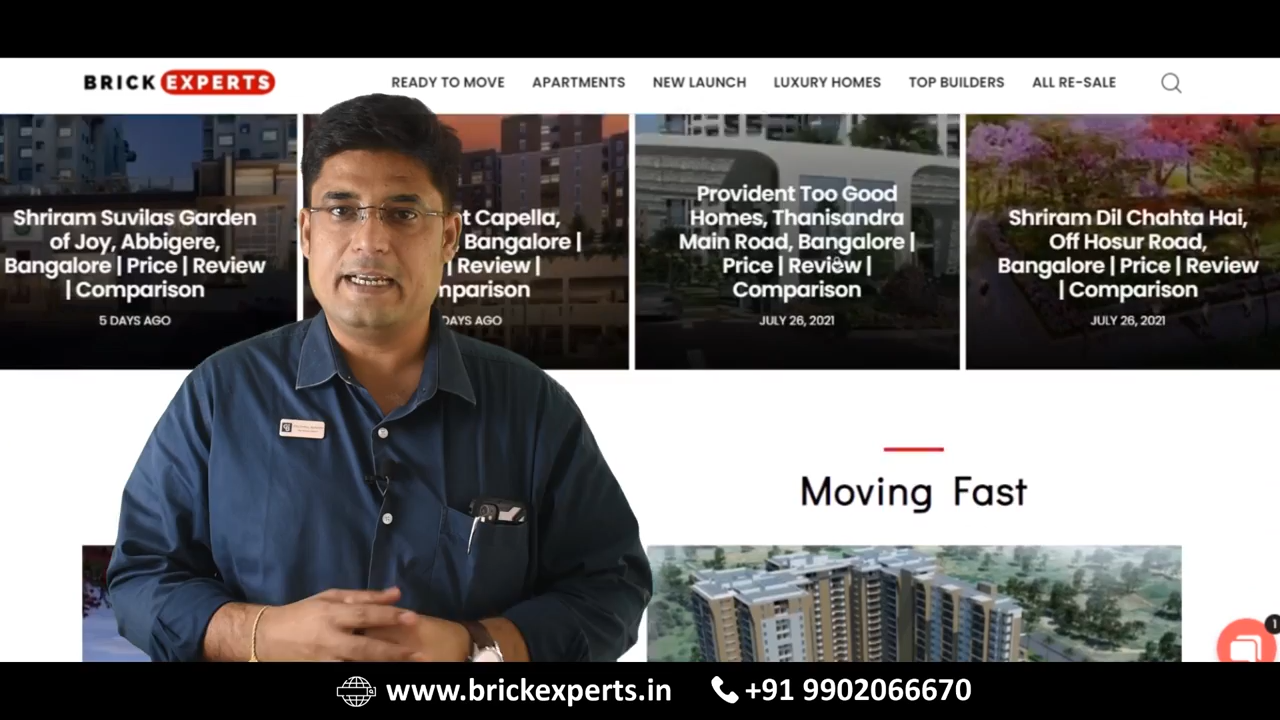 BRICK EXPERTS
READY TO MOVE APARTMENTS NEW LAUNCH LUXURY HOMES TOP BUILDERS ALL RE-SALE
Shriram Suvilas Garden
of Joy, Abbigere,
Bangalore | Price | Review
| Comparison
5 DAYS AGO
Capella,
Bangalore |
| Review |
DAYS AGO
Provident Too Good
Homes, Thanisandra
Main Road, Bangalore |
Price | Review |
Comparison
JULY 26, 2021
Shriram Dil Chahta Hai,
Off Hosur Road,
Bangalore | Price | Review
| Comparison
JULY 26, 2021
Moving Fast
1
www.brickexperts.in +91 9902066670